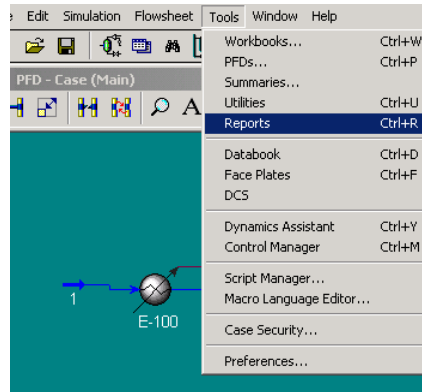 Edit Simulation Flowsheet Tools Window Help
PFD - Case (Main)
A
Workbooks... Ctrl+W
PFDs... Ctrl+P
Summaries...
Utilities Ctrl+U
Reports Ctrl+R
Databook Ctrl+D
Face Plates Ctrl+F
DCS
Dynamics Assistant Ctrl+Y
Control Manager Ctrl+M
Script Manager...
Macro Language Editor...
Case Security...
Preferences...
1
E-100